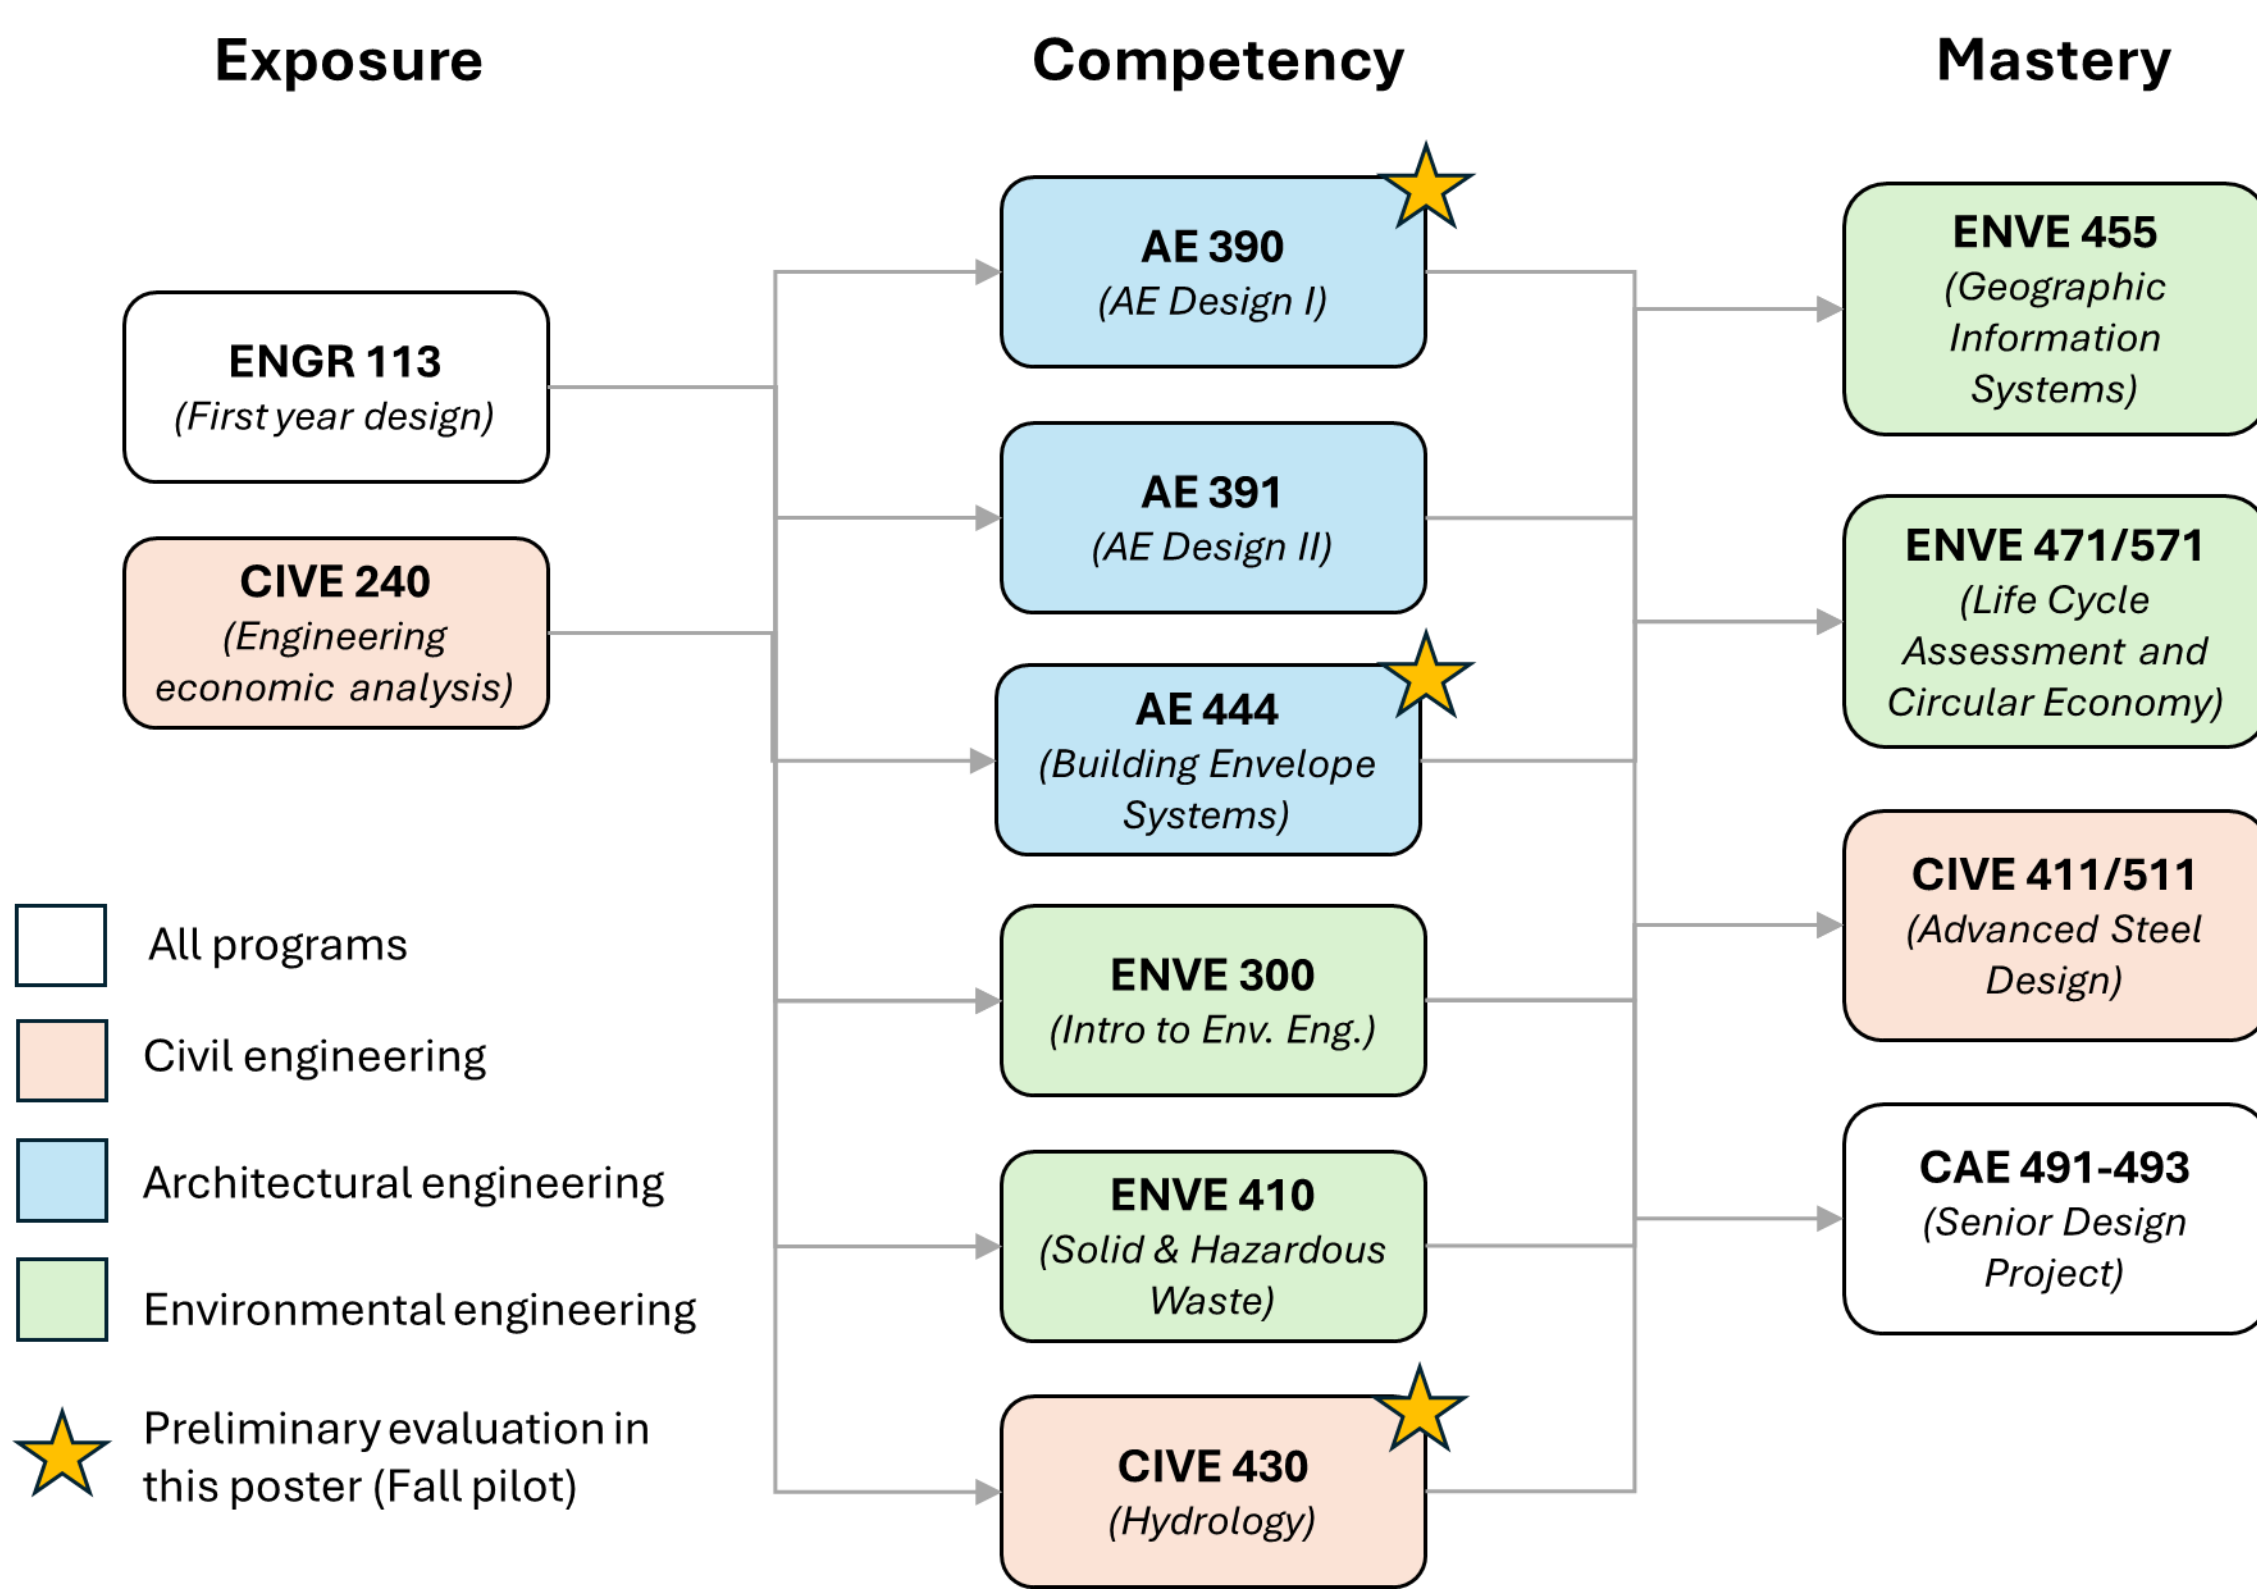 Exposure
Competency
Mastery
ENGR 113
(First year design)
CIVE 240
(Engineering
economic analysis)
AE 390
(AE Design I)
AE 391
(AE Design II)
AE 444
(Building Envelope
Systems)
ENVE 300
(Intro to Env. Eng.)
ENVE 410
(Solid & Hazardous
Waste)
CIVE 430
(Hydrology)
ENVE 455
(Geographic
Information
Systems)
ENVE 471/571
(Life Cycle
Assessment and
Circular Economy)
CIVE 411/511
(Advanced Steel
Design)
CAE 491-493
(Senior Design
Project)
All programs
Civil engineering
Architectural engineering
Environmental engineering
Preliminary evaluation in
this poster (Fall pilot)